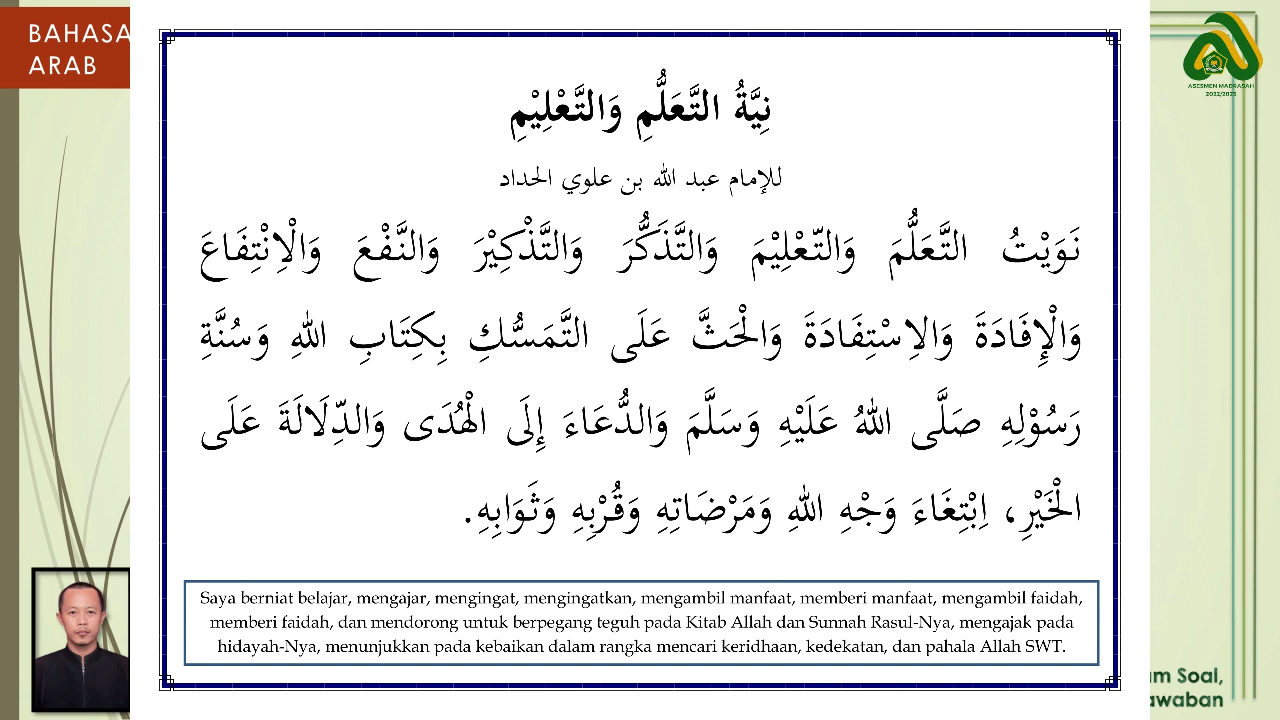 BAHASA
ARAB
نِيَّةُ التَّعَلُّمِ وَالتَّعْلِيْمِ
للإمام عبد الله بن علوي الحداد
نَوَيْتُ التَّعَلُّمَ وَالتّعْلِيْمَ وَالتَّذَكُّرَ وَالتَّذْكِيْرَ وَالنَّفْعَ وَالْاِنْتِفَاعَ
وَالْإِفَادَةَ وَالاِسْتِفَادَةَ وَالْحَثَّ عَلَى التَّمَسُّكِ بِكِتَابِ اللهِ وَسُنَّةِ
رَسُوْلِهِ صَلَّى اللهُ عَلَيْهِ وَسَلَّمَ وَالدُّعَاءَ إِلَى الْهُدَى وَالدِّلَالَةَ عَلَى
الْخَيْرِ، اِبْتِغَاءَ وَجْهِ اللهِ وَمَرْضَاتِهِ وَقُرْبِهِ وَثَوَابِهِ.
Saya berniat belajar, mengajar, mengingat, mengingatkan, mengambil manfaat, memberi manfaat, mengambil faidah,
memberi faidah, dan mendorong untuk berpegang teguh pada Kitab Allah dan Sunnah Rasul-Nya, mengajak pada
hidayah-Nya, menunjukkan pada kebaikan dalam rangka mencari keridhaan, kedekatan, dan pahala Allah SWT.
ASESMEN MADRASAH
2022/2023
Soal,